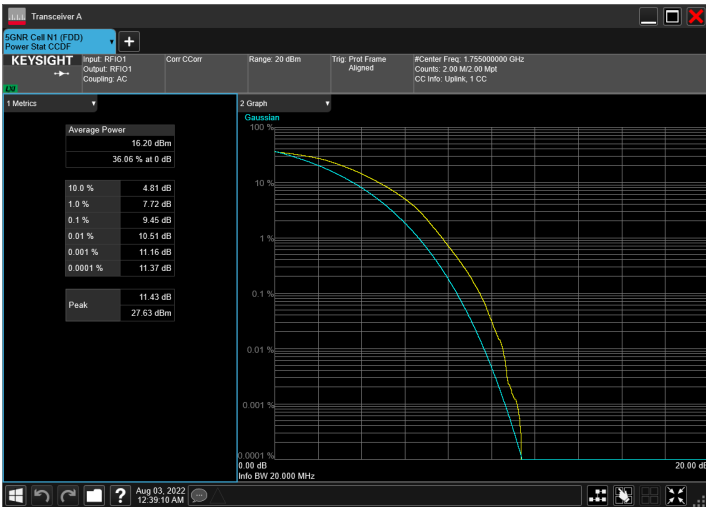 Transceiver A
5GNR Cell N1 (FDD)
Power Stat CCDF
KEYSIGHT
Input: RFIO1
Output: RFIO1
Coupling: AC
Corr CCorr
Range: 20 dBm
Trig: Prot Frame
Aligned
#Center Freq: 1.755000000 GHz
Counts: 2.00 M/2.00 Mpt
CC Info: Uplink, 1 CC
LXI
1 Metrics
Average Power
16.20 dBm
36.06 % at 0 dB
10.0 % 4.81 dB
1.0 % 7.72 dB
0.1 % 9.45 dB
0.01 % 10.51 dB
0.001 % 11.16 dB
0.0001 % 11.37 dB
Peak
11.43 dB
27.63 dBm
2 Graph
Gaussian
100 %
10 %
1 %
0.1 %
0.01 %
0.001 %
0.0001 %
0.00 dB
20.00 dB
Info BW 20.000 MHz
?
Aug 03, 2022
12:39:10 AM